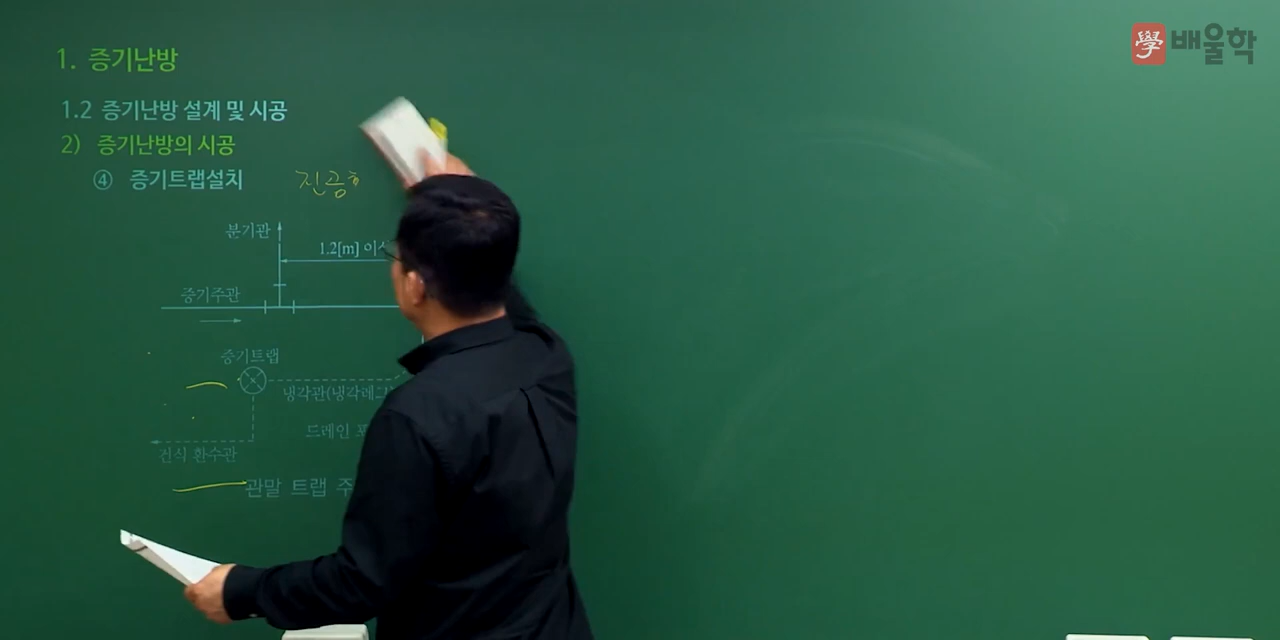 1. 증기난방
學 배울학
1.2 증기난방 설계 및 시공
2) 증기난방의 시공
④ 증기트랩설치
진공
분기관
1.2[m]
증기주관
증기트랩
냉각관(냉각레그)
드레인
건식 환수관
관말 트랩